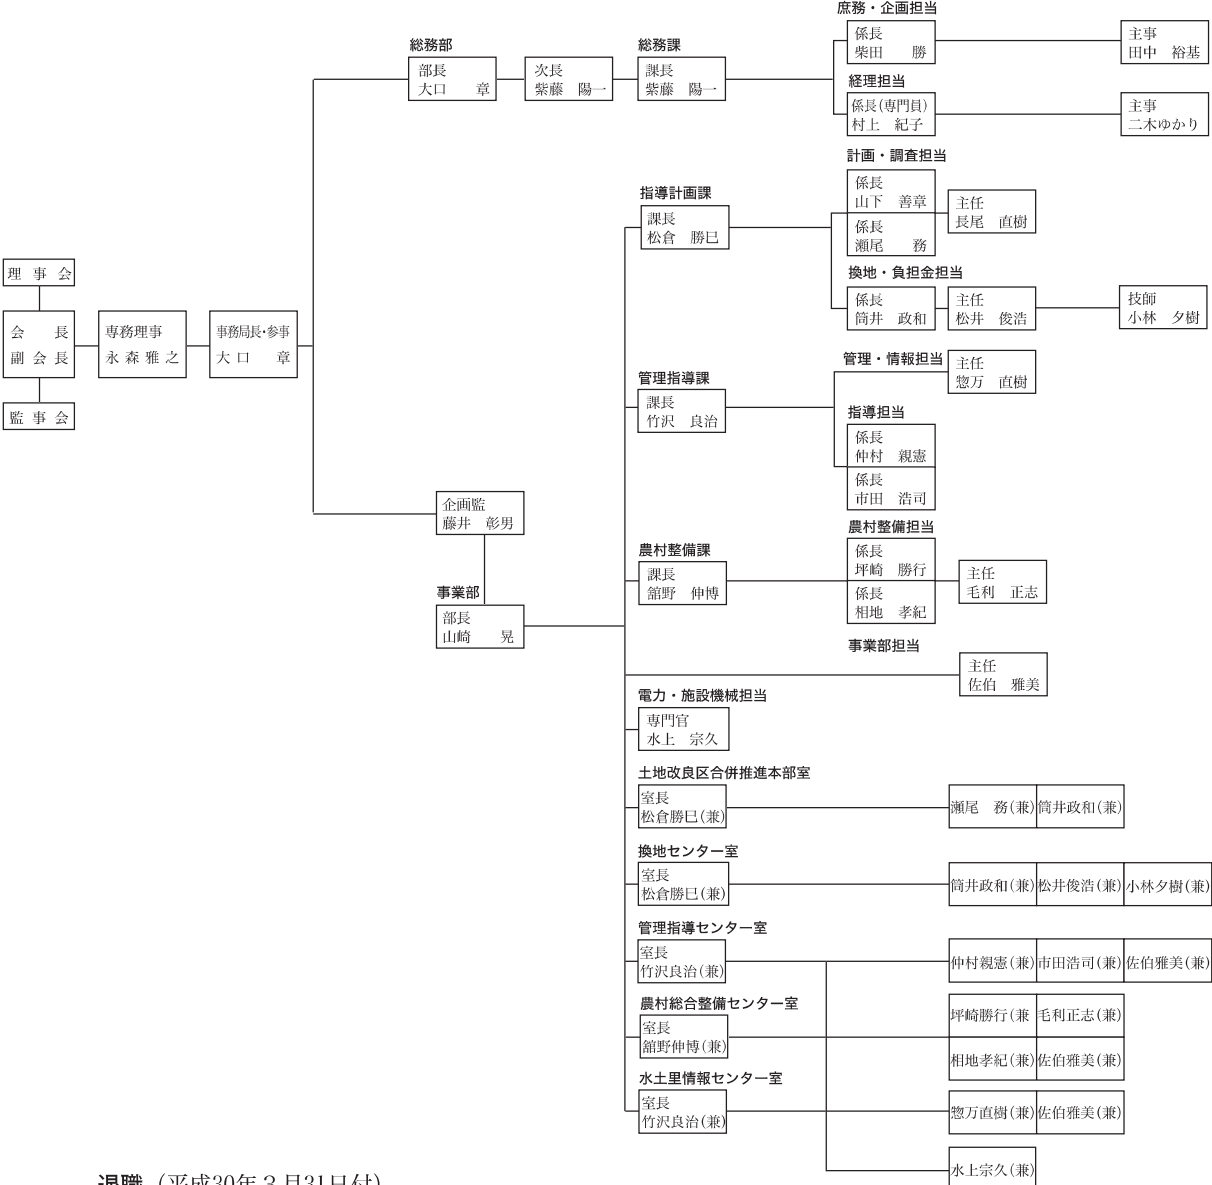 理　事　会
会　　長
副　会　長
監　事　会
専務理事
永　森　雅　之
事務局長・参事
大　口　　章
総務部
部長
大口　　章
次長
紫藤　陽一
総務課
課長
紫藤　陽一
庶務・企画担当
係長
柴田　　勝
主事
田中　裕基
経理担当
係長(専門員)
村上　紀子
主事
二木ゆかり
企画監
藤井　彰男
事業部
部長
山崎　　晃
指導計画課
課長
松倉　勝巳
計画・調査担当
係長
山下　善章
係長
瀬尾　　務
主任
長尾　直樹
換地・負担金担当
係長
筒井　政和
主任
松井　俊浩
技師
小林　夕樹
管理指導課
課長
竹沢　良治
管理・情報担当
主任
惣万　直樹
指導担当
係長
仲村　親憲
係長
市田　浩司
農村整備課
課長
舘野　伸博
農村整備担当
係長
坪崎　勝行
係長
相地　孝紀
主任
毛利　正志
事業部担当
主任
佐伯　雅美
電力・施設機械担当
専門官
水上　宗久
土地改良区合併推進本部室
室長
松倉勝巳(兼)
瀬尾　務(兼)
筒井政和(兼)
換地センター室
室長
松倉勝巳(兼)
筒井政和(兼)
松井俊浩(兼)
小林夕樹(兼)
管理指導センター室
室長
竹沢良治(兼)
仲村親憲(兼)
市田浩司(兼)
佐伯雅美(兼)
農村総合整備センター室
室長
舘野伸博(兼)
坪崎勝行(兼
毛利正志(兼)
相地孝紀(兼)
佐伯雅美(兼)
水土里情報センター室
室長
竹沢良治(兼)
惣万直樹(兼)
佐伯雅美(兼)
水上宗久(兼)
退職（平成30年３月31日付）